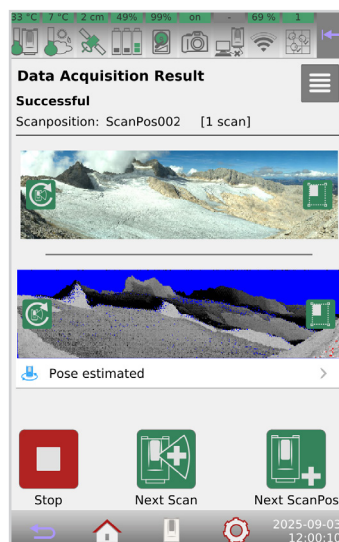 33 °C 7 °C 2 cm 49% 99% on - 69 % 1
Data Acquisition Result
Successful
Scanposition: ScanPos002 [1 scan]
Pose estimated
Stop Next Scan Next ScanPos
2025-09-03
12:00:10